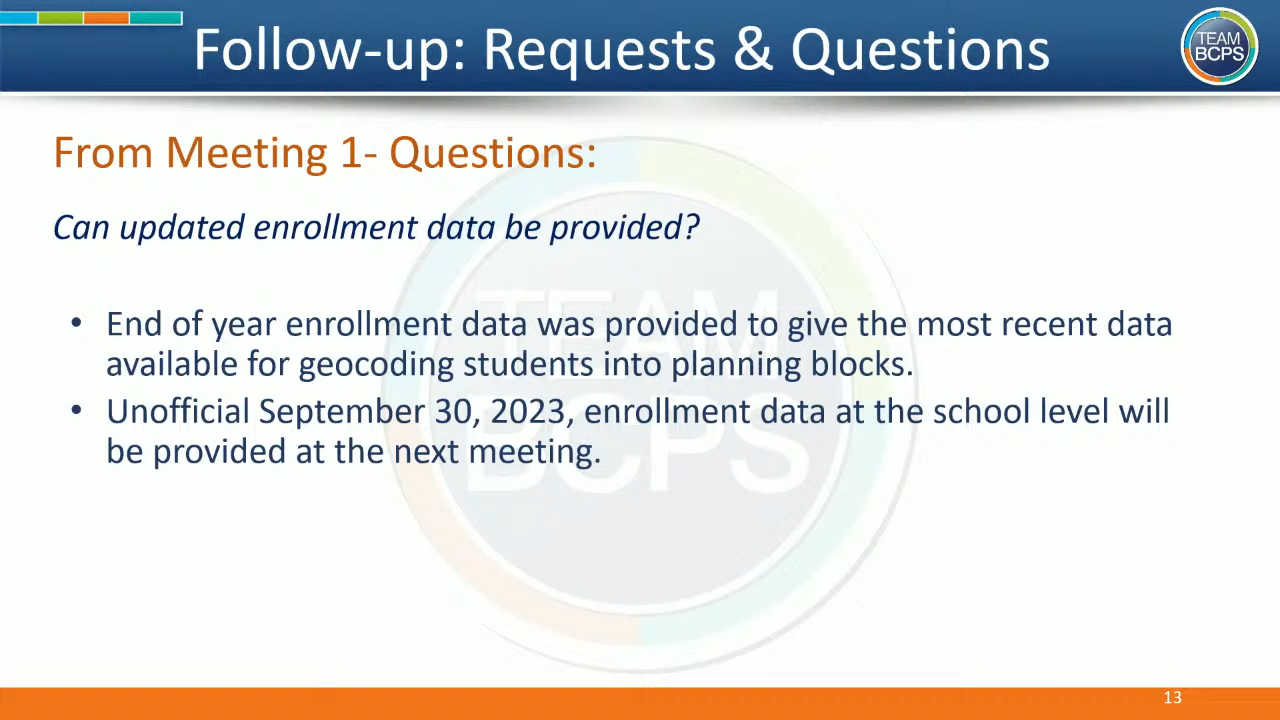 Follow-up: Requests & Questions
TEAM
BCPS
From Meeting 1- Questions:
Can updated enrollment data be provided?
• End of year enrollment data was provided to give the most recent data
available for geocoding students into planning blocks.
• Unofficial September 30, 2023, enrollment data at the school level will
be provided at the next meeting.
TEAM
BCPS
13